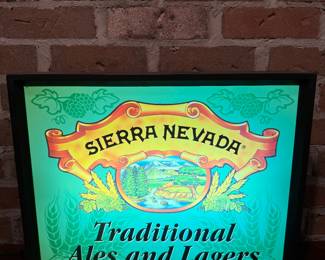 SIERRA NEVADA®
Traditional
Ales and Lagers